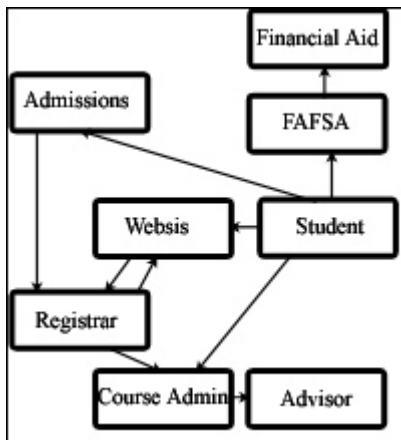 Financial Aid
Admissions
FAFSA
Websis
Student
Registrar
Course Admin
Advisor